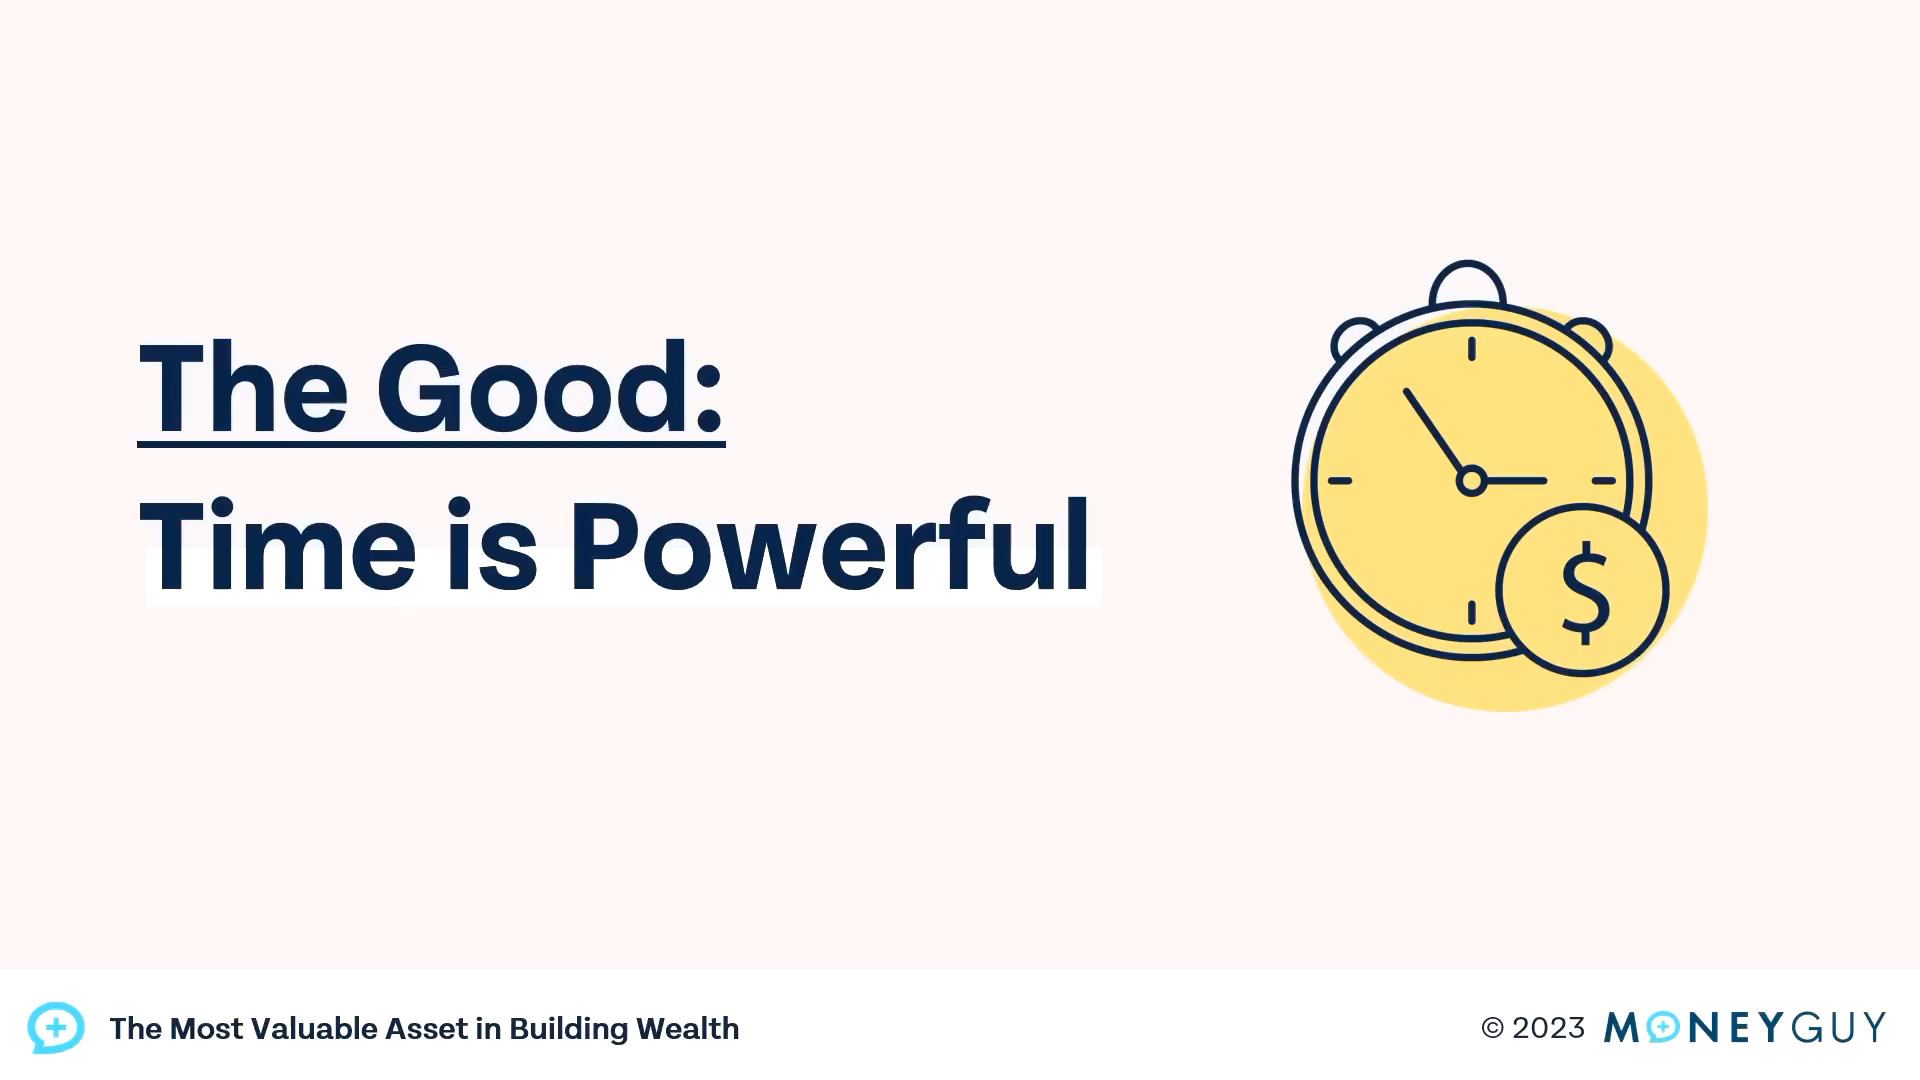 The Good:
Time is Powerful
$
The Most Valuable Asset in Building Wealth
© 2023 MONEYGUY